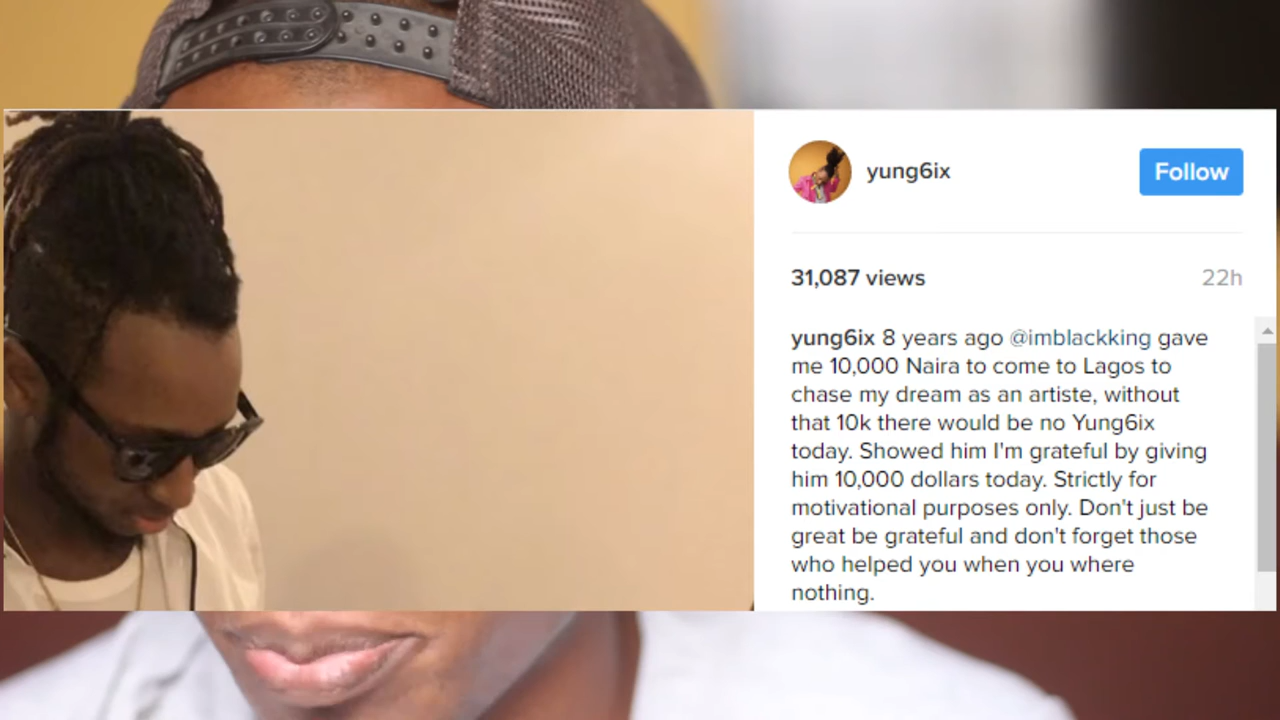 yung6ix
Follow
31,087 views
22h
yung6ix 8 years ago @imblackking gave
me 10,000 Naira to come to Lagos to
chase my dream as an artiste, without
that 10k there would be no Yung6ix
today. Showed him I'm grateful by giving
him 10,000 dollars today. Strictly for
motivational purposes only. Don't just be
great be grateful and don't forget those
who helped you when you where
nothing.